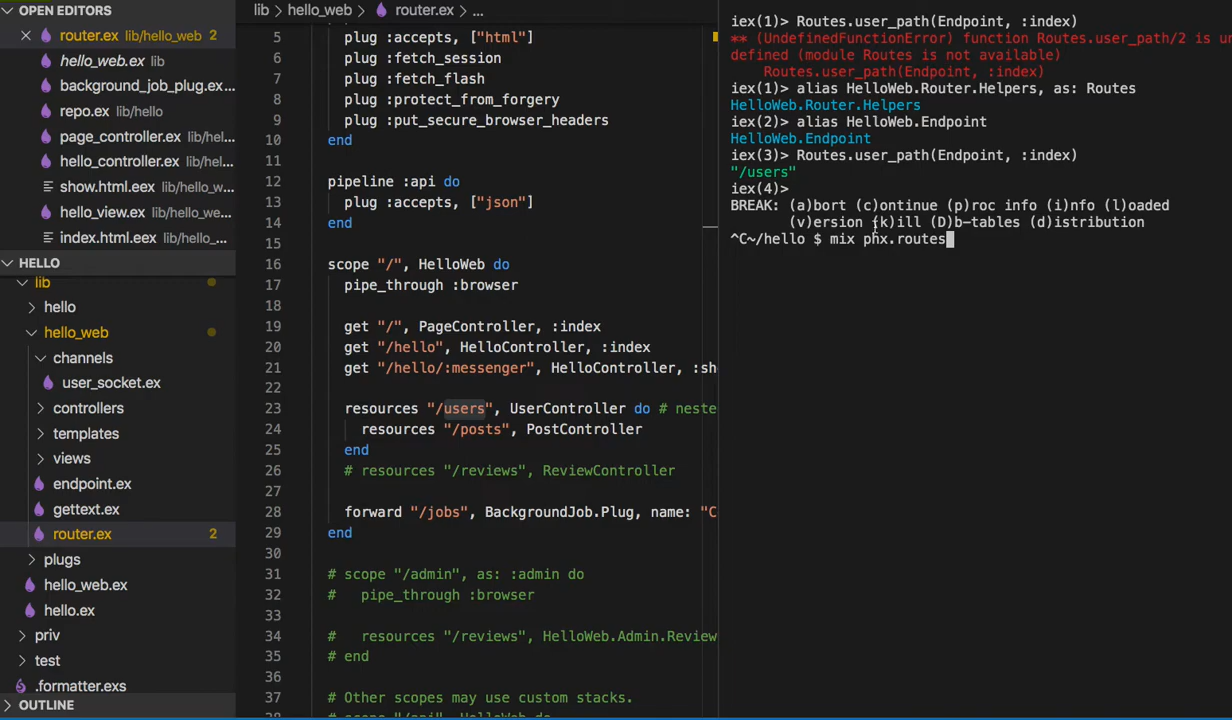 OPEN EDITORS
router.ex lib/hello_web 2
hello_web.ex lib
background_job_plug.ex...
repo.ex lib/hello
page_controller.ex lib/h...
hello_controller.ex lib/h...
show.html.eex lib/hello_w...
hello_view.ex lib/hello_w...
index.html.eex lib/hello_...
HELLO
lib
hello
hello_web
channels
user_socket.ex
controllers
templates
views
endpoint.ex
gettext.ex
router.ex 2
plugs
hello_web.ex
hello.ex
priv
test
.formatter.exs
OUTLINE
lib > hello_web > router.ex > ...
5 plug :accepts, ["html"]
6 plug :fetch_session
7 plug :fetch_flash
8 plug :protect_from_forgery
9 plug :put_secure_browser_headers
10 end
11
12 pipeline :api do
13 plug :accepts, ["json"]
14 end
15
16 scope "/", HelloWeb do
17 pipe_through :browser
18
19 get "/", PageController, :index
20 get "/hello", HelloController, :index
21 get "/hello/:messenger", HelloController, :sh
22
23 resources "/users", UserController do # neste
24 resources "/posts", PostController
25 end
26 # resources "/reviews", ReviewController
27
28 forward "/jobs", BackgroundJob.Plug, name: "C
29 end
30
31 # scope "/admin", as: :admin do
32 # pipe_through :browser
33
34 # resources "/reviews", HelloWeb.Admin.Review
35 # end
36
37 # Other scopes may use custom stacks.
38 # scope "/api", HelloWeb do
iex(1)> Routes.user_path(Endpoint, :index)
** (UndefinedFunctionError) function Routes.user_path/2 is un
defined (module Routes is not available)
Routes.user_path(Endpoint, :index)
iex(1)> alias HelloWeb.Router.Helpers, as: Routes
HelloWeb.Router.Helpers
iex(2)> alias HelloWeb.Endpoint
HelloWeb.Endpoint
iex(3)> Routes.user_path(Endpoint, :index)
"/users"
iex(4)>
BREAK: (a)bort (c)ontinue (p)roc info (i)nfo (l)oaded
(v)ersion (k)ill (D)b-tables (d)istribution
^C~/hello $ mix phx.routes